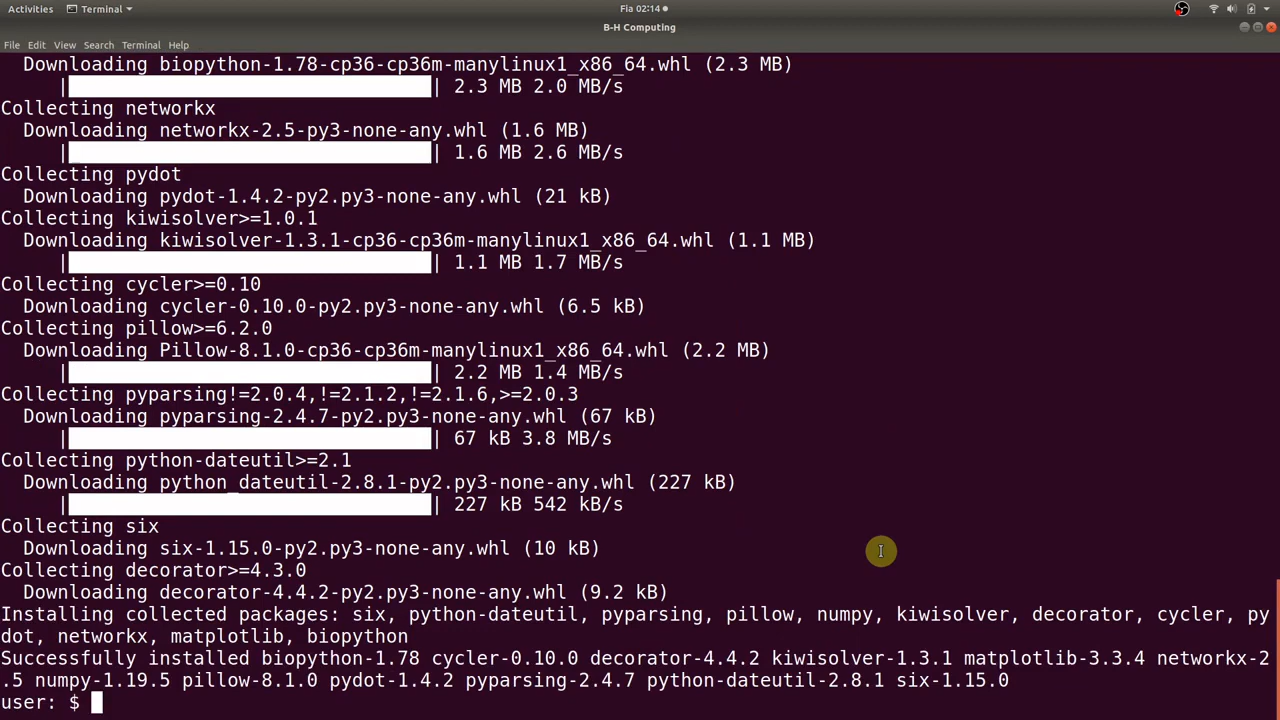 Activities Terminal Fia 02:14
B-H Computing
File Edit View Search Terminal Help
Downloading biopython-1.78-cp36-cp36m-manylinux1_x86_64.whl (2.3 MB)
| | 2.3 MB 2.0 MB/s
Collecting networkx
Downloading networkx-2.5-py3-none-any.whl (1.6 MB)
| | 1.6 MB 2.6 MB/s
Collecting pydot
Downloading pydot-1.4.2-py2.py3-none-any.whl (21 kB)
Collecting kiwisolver>=1.0.1
Downloading kiwisolver-1.3.1-cp36-cp36m-manylinux1_x86_64.whl (1.1 MB)
| | 1.1 MB 1.7 MB/s
Collecting cycler>=0.10
Downloading cycler-0.10.0-py2.py3-none-any.whl (6.5 kB)
Collecting pillow>=6.2.0
Downloading Pillow-8.1.0-cp36-cp36m-manylinux1_x86_64.whl (2.2 MB)
| | 2.2 MB 1.4 MB/s
Collecting pyparsing!=2.0.4,!=2.1.2,!=2.1.6,>=2.0.3
Downloading pyparsing-2.4.7-py2.py3-none-any.whl (67 kB)
| | 67 kB 3.8 MB/s
Collecting python-dateutil>=2.1
Downloading python_dateutil-2.8.1-py2.py3-none-any.whl (227 kB)
| | 227 kB 542 kB/s
Collecting six
Downloading six-1.15.0-py2.py3-none-any.whl (10 kB)
Collecting decorator>=4.3.0
Downloading decorator-4.4.2-py2.py3-none-any.whl (9.2 kB)
Installing collected packages: six, python-dateutil, pyparsing, pillow, numpy, kiwisolver, decorator, cycler, py
dot, networkx, matplotlib, biopython
Successfully installed biopython-1.78 cycler-0.10.0 decorator-4.4.2 kiwisolver-1.3.1 matplotlib-3.3.4 networkx-2
.5 numpy-1.19.5 pillow-8.1.0 pydot-1.4.2 pyparsing-2.4.7 python-dateutil-2.8.1 six-1.15.0
user: $